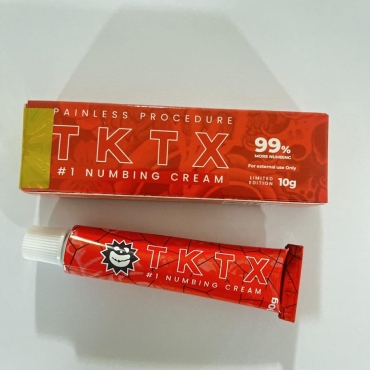 PAINLESS PROCEDURE
TKTX
#1 NUMBING CREAM
99%
MORE NUMBING
For external use Only
LIMITED
EDITION 10g
TKTX
#1 NUMBING CREAM